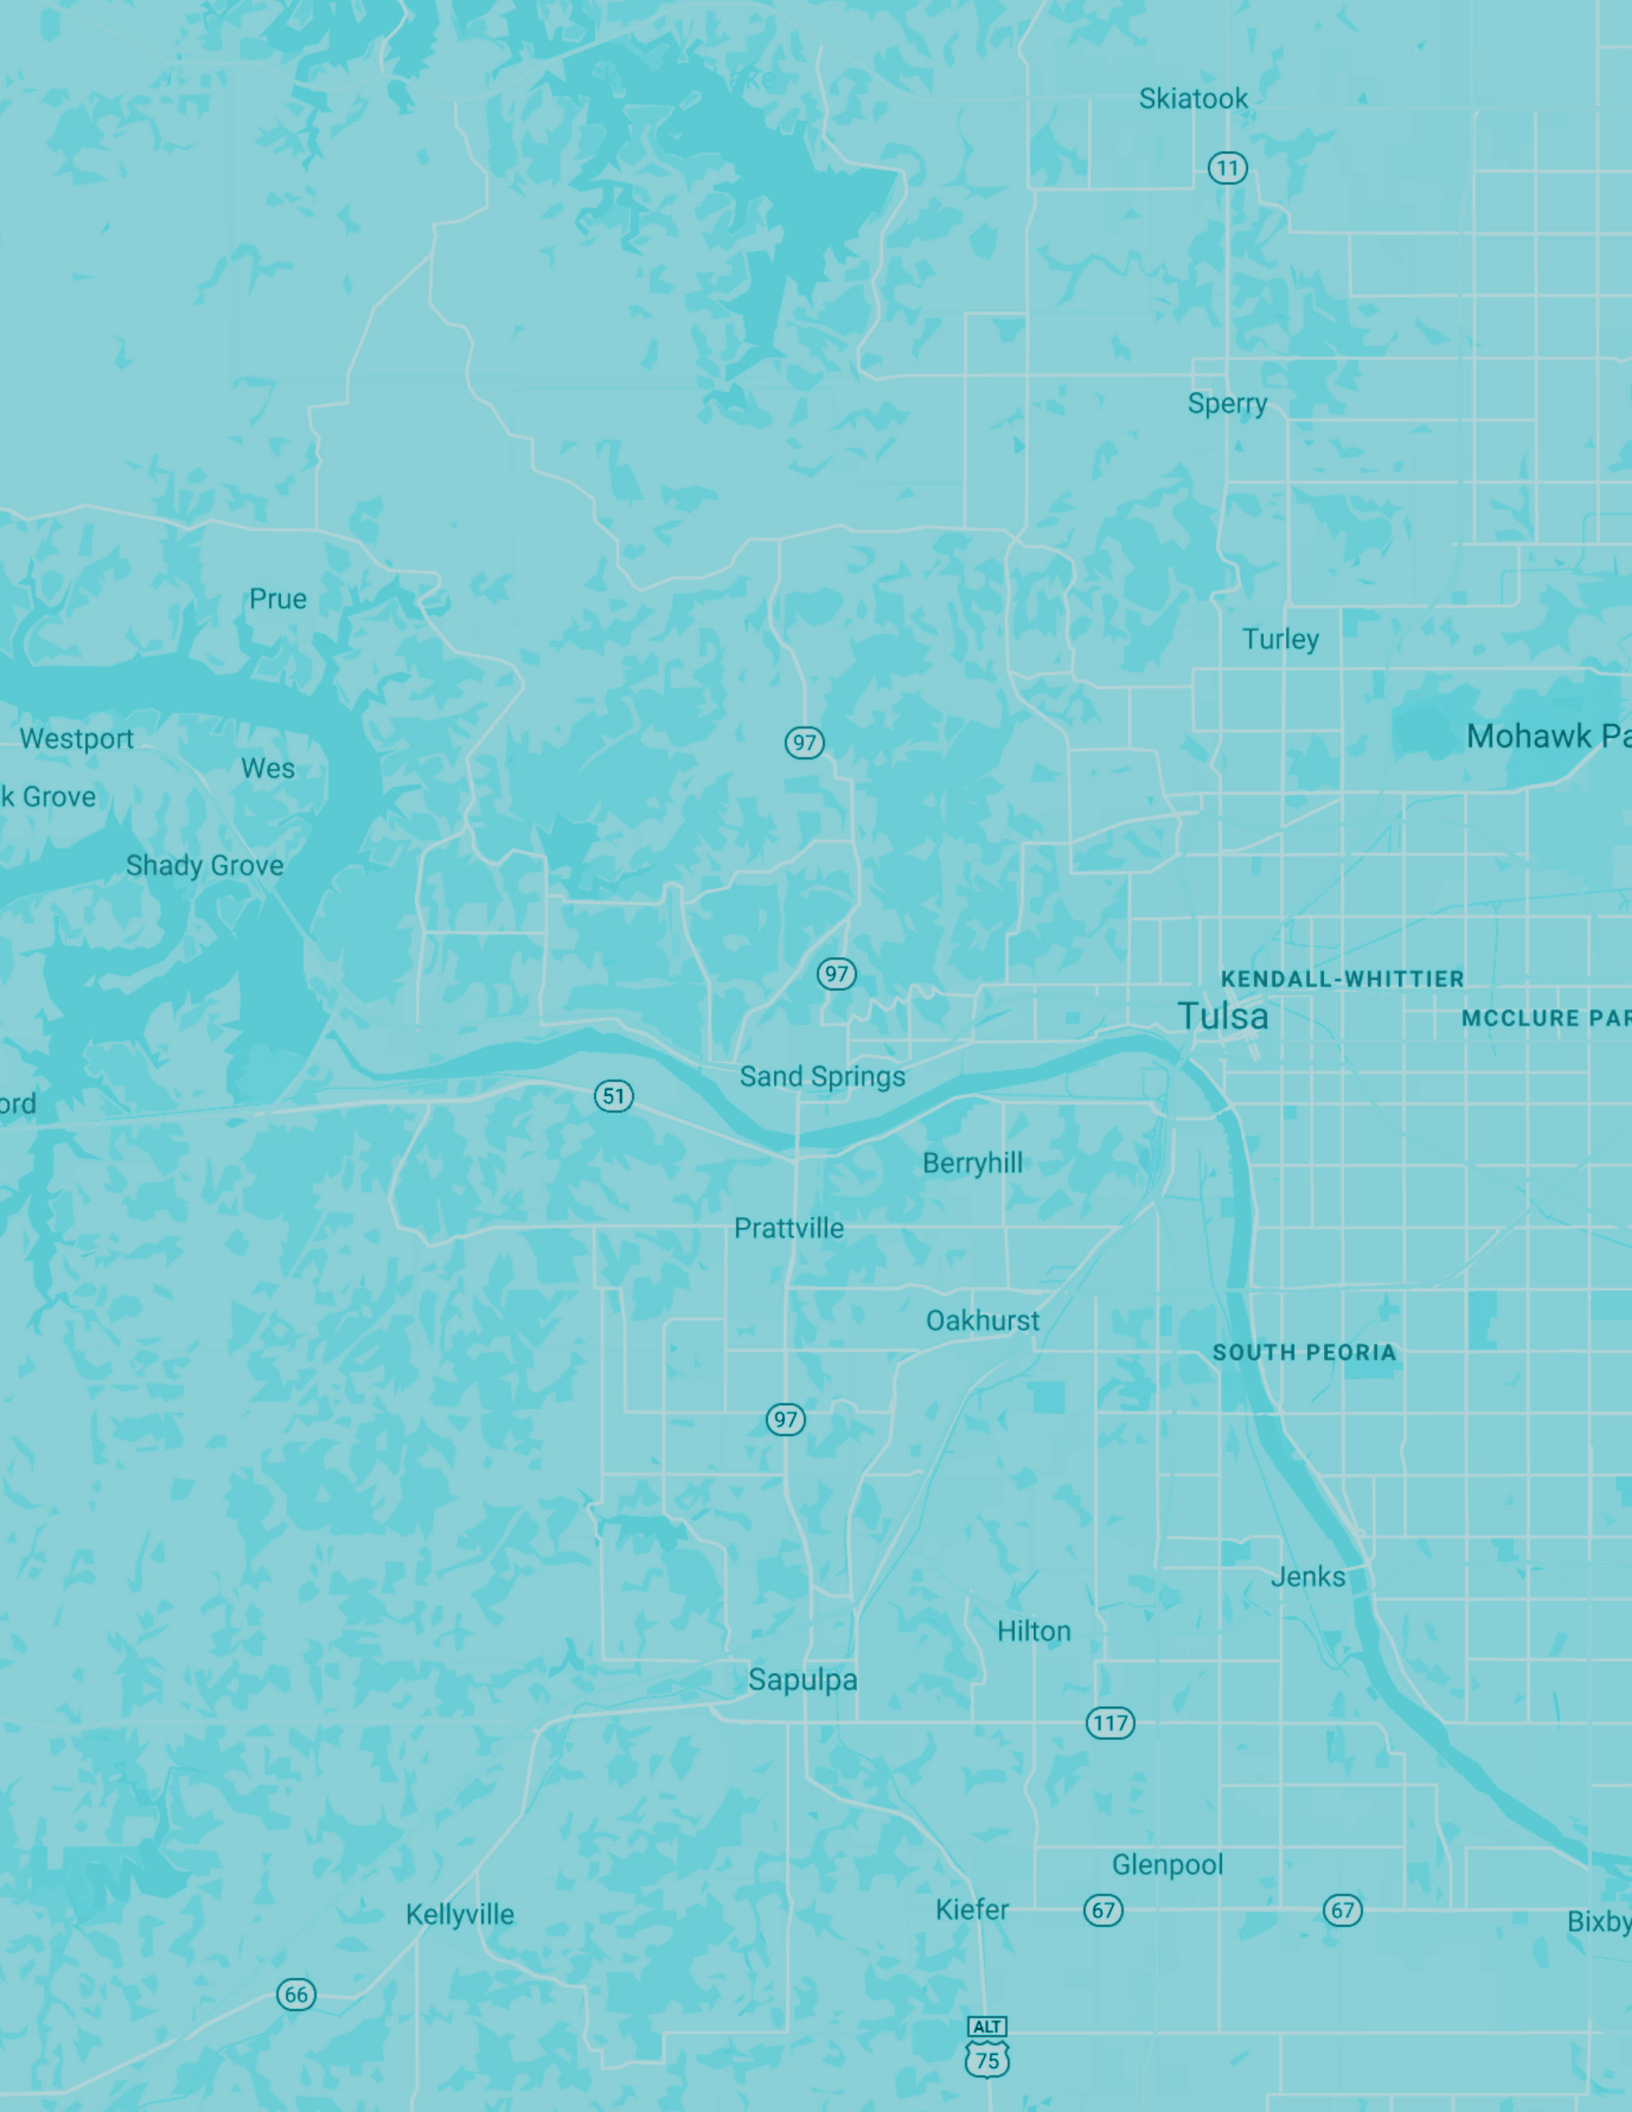 Skiatook
11
Sperry
Prue
Turley
Westport
97
Mohawk Pa
Wes
k Grove
Shady Grove
97
KENDALL-WHITTIER
Tulsa
MCCLURE PAR
Sand Springs
51
ord
Berryhill
Prattville
Oakhurst
SOUTH PEORIA
97
Jenks
Hilton
Sapulpa
117
Glenpool
Kellyville
Kiefer
67
67
Bixby
66
ALT
75